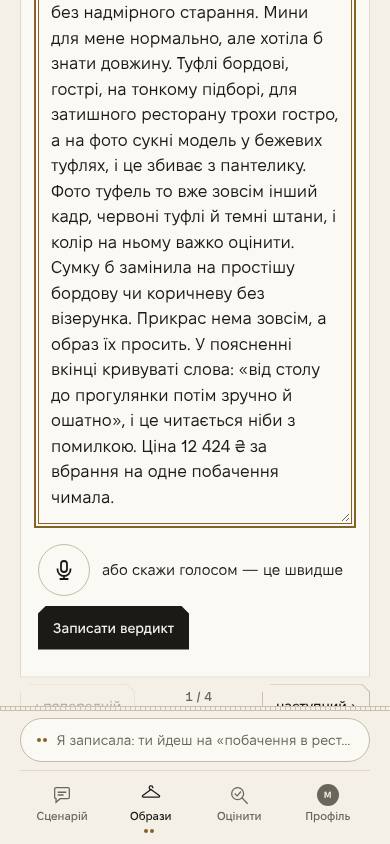 без надмірного старання. Мини
для мене нормально, але хотіла б
знати довжину. Туфлі бордові,
гострі, на тонкому підборі, для
затишного ресторану трохи гостро,
а на фото сукні модель у бежевих
туфлях, і це збиває з пантелику.
Фото туфель то вже зовсім інший
кадр, червоні туфлі й темні штани, і
колір на ньому важко оцінити.
Сумку б замінила на простішу
бордову чи коричневу без
візерунка. Прикрас нема зовсім, а
образ їх просить. У поясненні
вкінці кривуваті слова: «від столу
до прогулянки потім зручно й
ошатно», і це читається ніби з
помилкою. Ціна 12 424 ₴ за
вбрання на одне побачення
чимала.
або скажи голосом — це швидше
Записати вердикт
‹ попередній
1 / 4
наступний ›
Я записала: ти йдеш на «побачення в рест...
Сценарій
Образи
Оцінити
М
Профіль